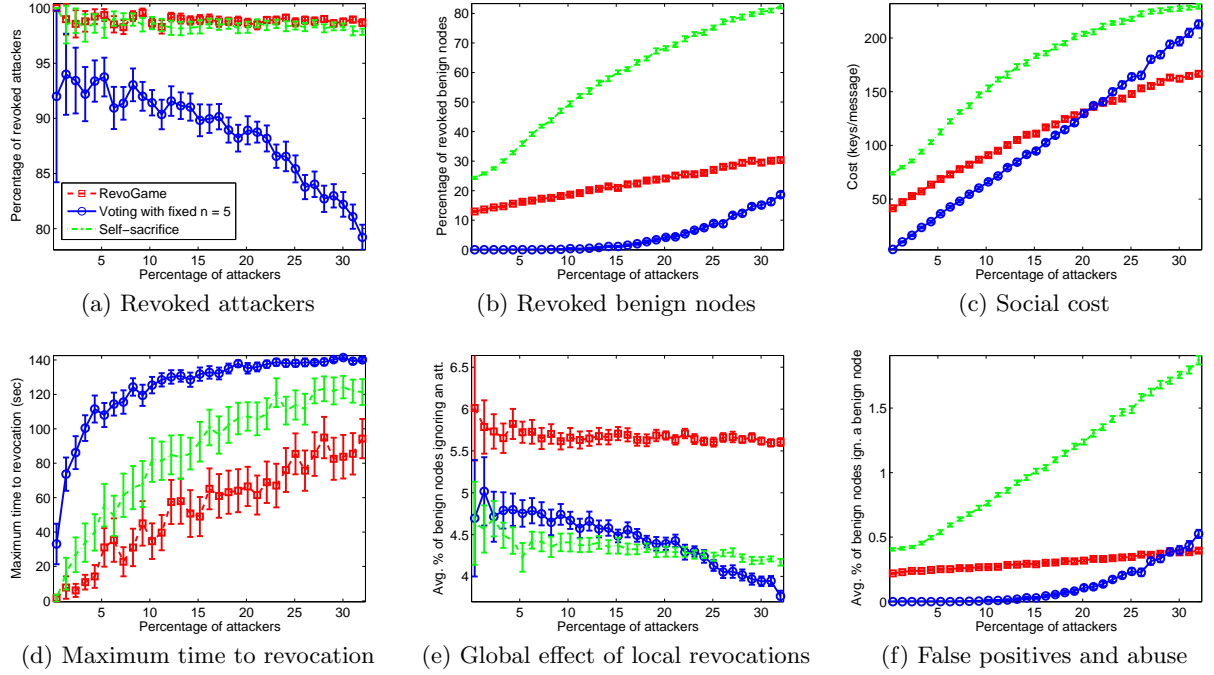 Percentage of revoked attackers
100
95
90
85
80
RevoGame
Voting with fixed n = 5
Self−sacrifice
5 10 15 20 25 30
Percentage of attackers
(a) Revoked attackers
Percentage of revoked benign nodes
80
70
60
50
40
30
20
10
0
5 10 15 20 25 30
Percentage of attackers
(b) Revoked benign nodes
Cost (keys/message)
200
150
100
50
5 10 15 20 25 30
Percentage of attackers
(c) Social cost
Maximum time to revocation (sec)
140
120
100
80
60
40
20
0
5 10 15 20 25 30
Percentage of attackers
(d) Maximum time to revocation
Avg. % of benign nodes ignoring an att.
6.5
6
5.5
5
4.5
4
5 10 15 20 25 30
Percentage of attackers
(e) Global effect of local revocations
Avg. % of benign nodes ign. a benign node
1.5
1
0.5
0
5 10 15 20 25 30
Percentage of attackers
(f) False positives and abuse